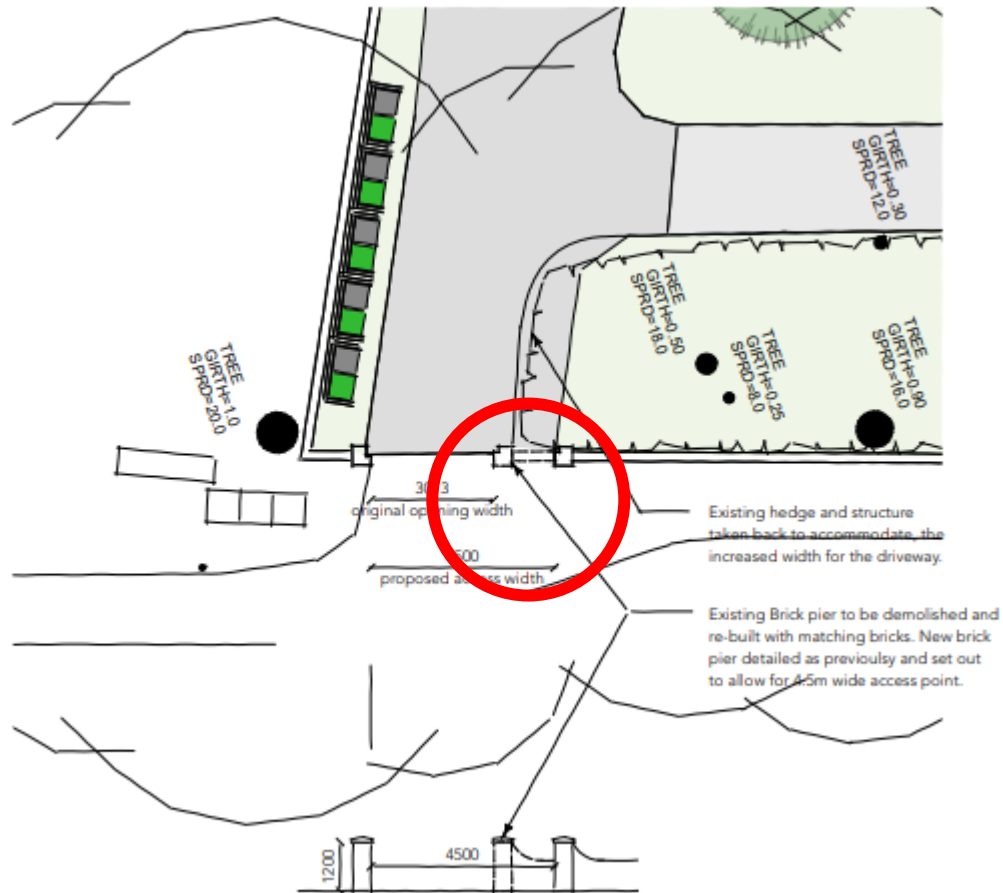 TREE
GIRTH=0.30
SPRD=12.0
TREE
GIRTH=0.50
SPRD=18.0
TREE
GIRTH=0.25
SPRD=8.0
TREE
GIRTH=0.90
SPRD=16.0
TREE
GIRTH=1.0
SPRD=20.0
original opening width
proposed width
Existing hedge and structure
taken back to accommodate, the
increased width for the driveway.
Existing Brick pier to be demolished and
re-built with matching bricks. New brick
pier detailed as previoulsy and set out
to allow for 4.5m wide access point.
1200
4500